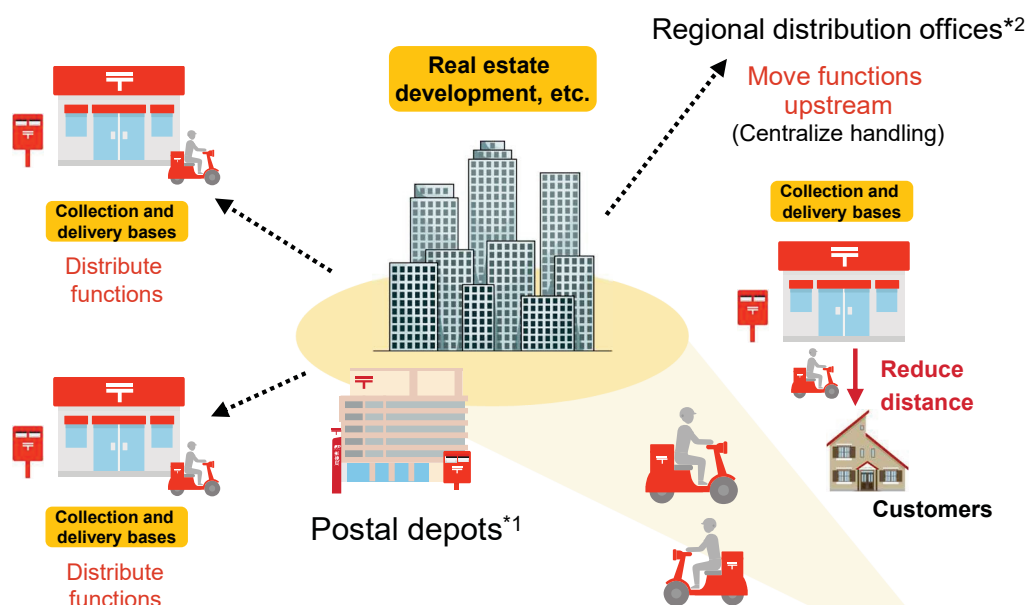 Regional distribution offices*2
Move functions
upstream
(Centralize handling)
Real estate
development, etc.
Collection and
delivery bases
Distribute
functions
Collection and
delivery bases
Reduce
distance
Customers
Postal depots*1
Collection and
delivery bases
Distribute
functions